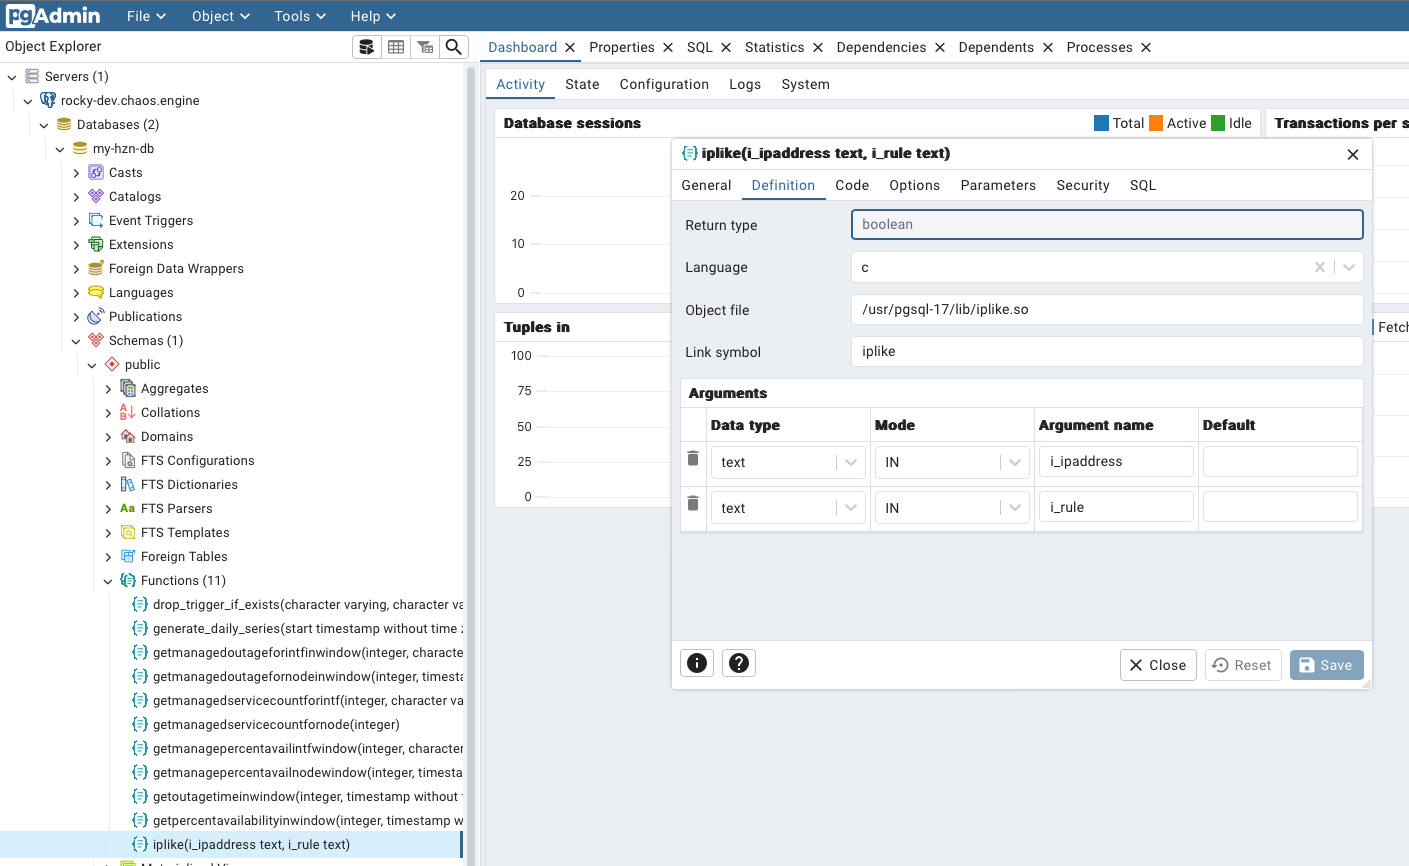 pgAdmin File Object Tools Help
Object Explorer
Servers (1)
rocky-dev.chaos.engine
Databases (2)
my-hzn-db
Casts
Catalogs
Event Triggers
Extensions
Foreign Data Wrappers
Languages
Publications
Schemas (1)
public
Aggregates
Collations
Domains
FTS Configurations
FTS Dictionaries
Aa FTS Parsers
FTS Templates
Foreign Tables
Functions (11)
drop_trigger_if_exists(character varying, character va
generate_daily_series(start timestamp without time
getmanagedoutageforintfinwindow(integer, characte
getmanagedoutagefornodeinwindow(integer, timesta
getmanagedservicecountforintf(integer, character va
getmanagedservicecountfornode(integer)
getmanagepercentavailintfwindow(integer, character
getmanagepercentavailnodewindow(integer, timesta
getoutagetimeinwindow(integer, timestamp without
getpercentavailabilityinwindow(integer, timestamp w
iplike(i_ipaddress text, i_rule text)
Dashboard Properties SQL Statistics Dependencies Dependents Processes
Activity State Configuration Logs System
Database sessions Total Active Idle
20
10
0
Transactions per s
Tuples in
100
75
50
25
0
Fetch
iplike(i_ipaddress text, i_rule text)
General Definition Code Options Parameters Security SQL
Return type boolean
Language c
Object file /usr/pgsql-17/lib/iplike.so
Link symbol iplike
Arguments
Data type Mode Argument name Default
text IN i_ipaddress
text IN i_rule
Close Reset Save